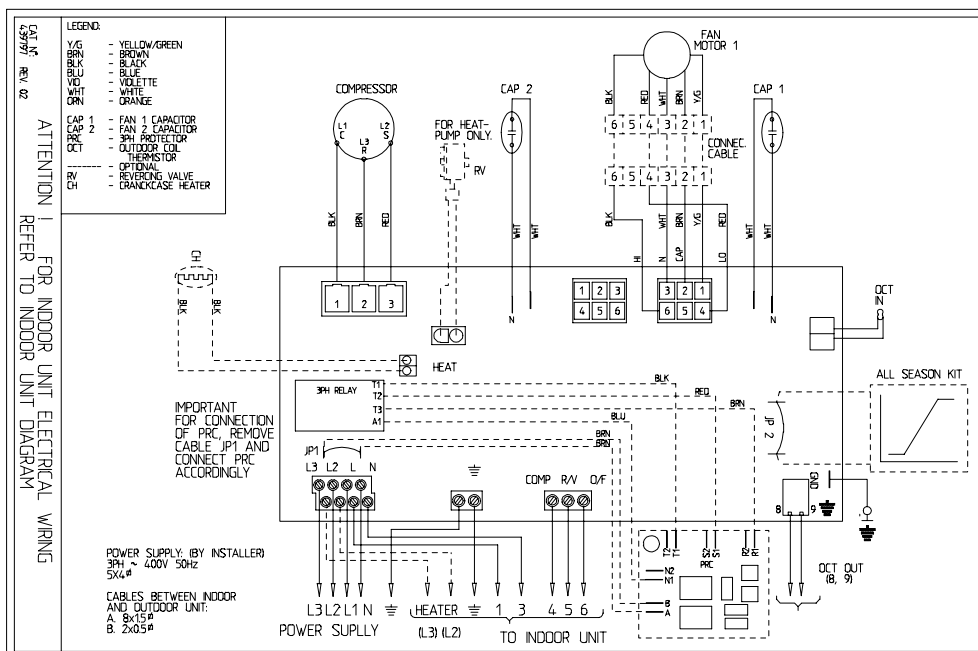 CAT. Nº:
439797 REV. 02
ATTENTION ! FOR INDOOR UNIT ELECTRICAL WIRING
REFER TO INDOOR UNIT DIAGRAM
LEGEND:
Y/G - YELLOW/GREEN
BRN - BROWN
BLK - BLACK
BLU - BLUE
VIO - VIOLETTE
WHT - WHITE
ORN - ORANGE
CAP 1 - FAN 1 CAPACITOR
CAP 2 - FAN 2 CAPACITOR
PRC - 3PH PROTECTOR
OCT - OUTDOOR COIL
THERMISTOR
------- - OPTIONAL
RV - REVERCING VALVE
CH - CRANCKCASE HEATER
COMPRESSOR
L1 L2
C S
L3
R
BLK BRN RED
1 2 3
FOR HEAT-
PUMP ONLY.
RV
CAP 2
WHT WHT
N
FAN
MOTOR 1
BLK RED WHT BRN Y/G
6 5 4 3 2 1
CONNEC.
CABLE
6 5 4 3 2 1
BLK WHT BRN Y/G RED
HI N CAP LO
1 2 3
4 5 6
3 2 1
6 5 4
CAP 1
WHT WHT
N
OCT
IN
CH
BLK BLK
HEAT
3PH RELAY
T1
T2
T3
A1
BLK
RED
BRN
BLU
BRN
BRN
JP 2
ALL SEASON KIT
IMPORTANT
FOR CONNECTION
OF PRC, REMOVE
CABLE JP1 AND
CONNECT PRC
ACCORDINGLY
JP1
L3 L2 L N
COMP R/V O/F
GND
8 9
OCT OUT
(8, 9)
T2 T1 S2 S1 R2 R1
PRC
N2
N1
B
A
POWER SUPPLY: (BY INSTALLER)
3PH ~ 400V 50Hz
5X4#
CABLES BETWEEN INDOOR
AND OUTDOOR UNIT:
A. 8x1.5#
B. 2x0.5#
L3 L2 L1 N HEATER 1 3 4 5 6
POWER SUPLLY (L3) (L2) TO INDOOR UNIT